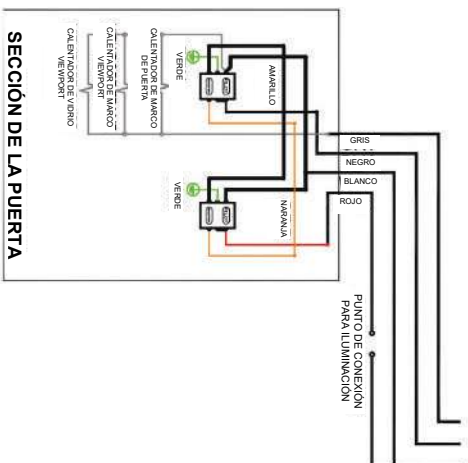 SECCIÓN DE LA PUERTA
CALENTADOR DE VIDRIO
VIEWPORT
CALENTADOR DE MARCO
VIEWPORT
CALENTADOR DE MARCO
DE PUERTA
VERDE
AMARILLO
VERDE
NARANJA
GRIS
NEGRO
BLANCO
ROJO
PUNTO DE CONEXIÓN
PARA ILUMINACIÓN